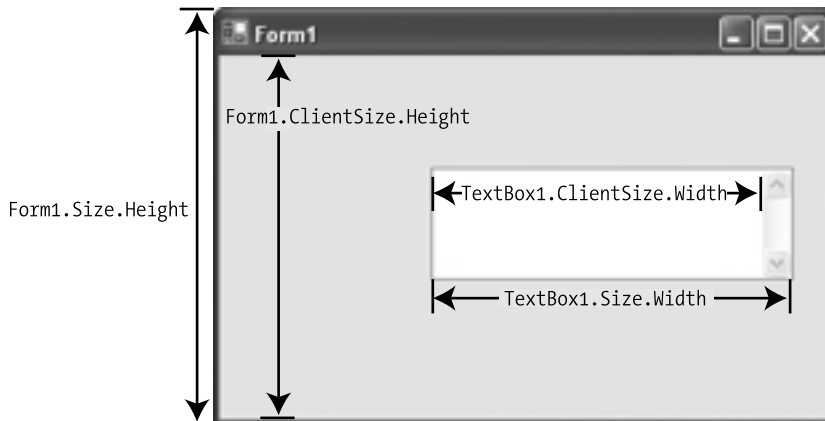 Form1
Form1.ClientSize.Height
TextBox1.ClientSize.Width
Form1.Size.Height
TextBox1.Size.Width